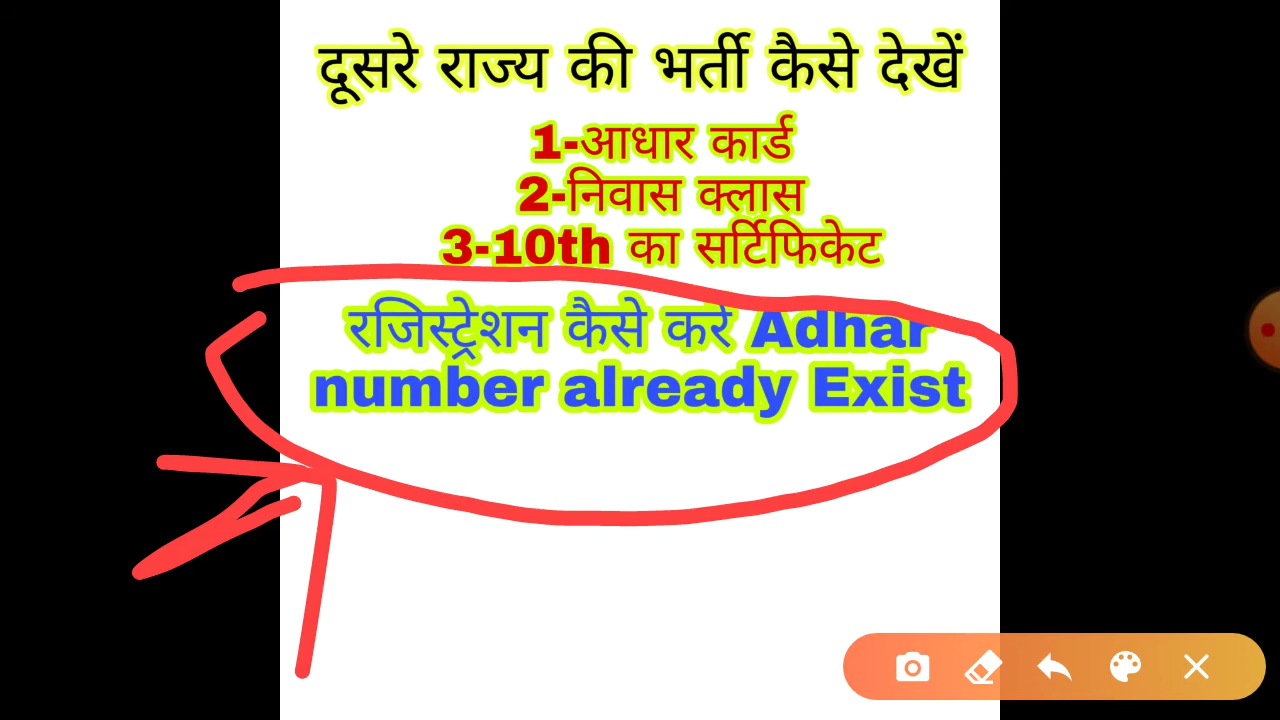 दूसरे राज्य की भर्ती कैसे देखें
1-आधार कार्ड
2-निवास क्लास
3-10th का सर्टिफिकेट
रजिस्ट्रेशन कैसे करे Adhar
number already Exist